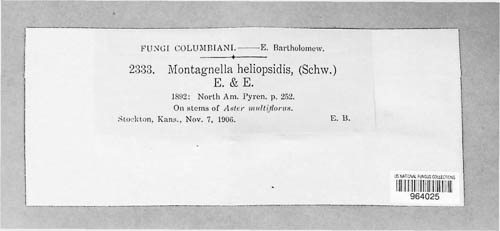 FUNGI COLUMBIANI.——E. Bartholomew.
2333. Montagnella heliopsidis, (Schw.)
E. & E.
1892: North Am. Pyren. p. 252.
On stems of Aster multiflorus.
Stockton, Kans., Nov. 7, 1906. E. B.
US NATIONAL FUNGUS COLLECTIONS
964025